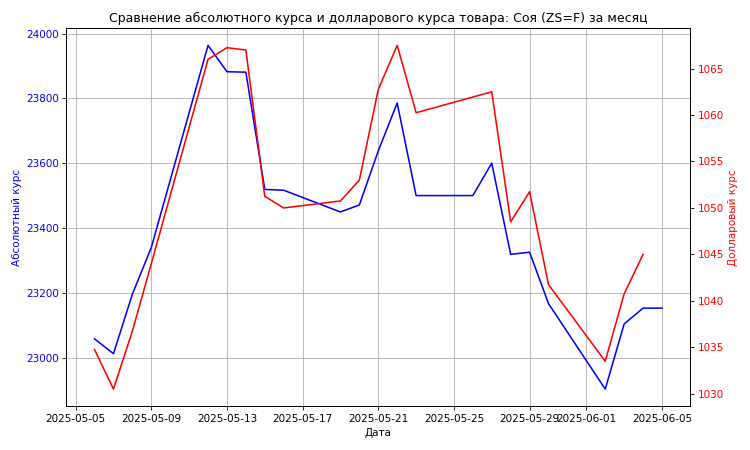 Сравнение абсолютного курса и долларового курса товара: Соя (ZS=F) за месяц
24000
23800
23600
23400
23200
23000
Абсолютный курс
1065
1060
1055
1050
1045
1040
1035
1030
Долларовый курс
2025-05-05 2025-05-09 2025-05-13 2025-05-17 2025-05-21 2025-05-25 2025-05-29 2025-06-01 2025-06-05
Дата